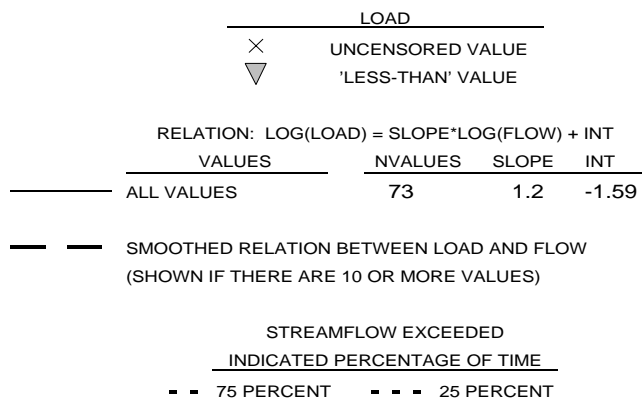 LOAD
UNCENSORED VALUE
'LESS-THAN' VALUE
RELATION: LOG(LOAD) = SLOPE*LOG(FLOW) + INT
VALUES NVALUES SLOPE INT
ALL VALUES 73 1.2 -1.59
SMOOTHED RELATION BETWEEN LOAD AND FLOW
(SHOWN IF THERE ARE 10 OR MORE VALUES)
STREAMFLOW EXCEEDED
INDICATED PERCENTAGE OF TIME
75 PERCENT 25 PERCENT